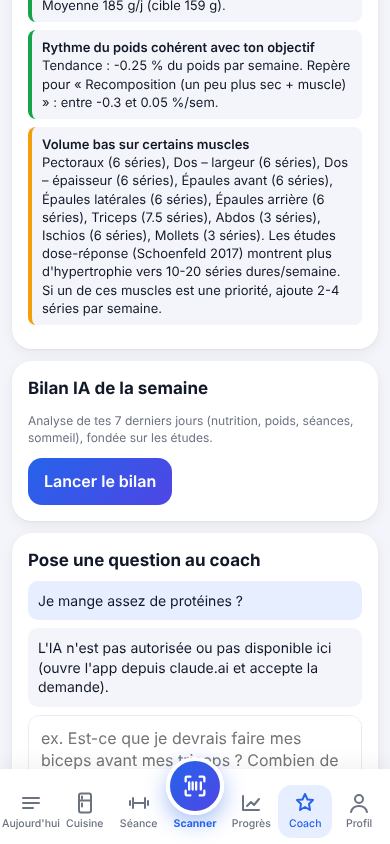 Moyenne 185 g/j (cible 159 g).
Rythme du poids cohérent avec ton objectif
Tendance : -0.25 % du poids par semaine. Repère
pour « Recomposition (un peu plus sec + muscle)
» : entre -0.3 et 0.05 %/sem.
Volume bas sur certains muscles
Pectoraux (6 séries), Dos – largeur (6 séries), Dos
– épaisseur (6 séries), Épaules avant (6 séries),
Épaules latérales (6 séries), Épaules arrière (6
séries), Triceps (7.5 séries), Abdos (3 séries),
Ischios (6 séries), Mollets (3 séries). Les études
dose-réponse (Schoenfeld 2017) montrent plus
d'hypertrophie vers 10-20 séries dures/semaine.
Si un de ces muscles est une priorité, ajoute 2-4
séries par semaine.
Bilan IA de la semaine
Analyse de tes 7 derniers jours (nutrition, poids, séances,
sommeil), fondée sur les études.
Lancer le bilan
Pose une question au coach
Je mange assez de protéines ?
L'IA n'est pas autorisée ou pas disponible ici
(ouvre l'app depuis claude.ai et accepte la
demande).
ex. Est-ce que je devrais faire mes
biceps avant mes triceps ? Combien de
Aujourd'hui Cuisine Séance Scanner Progrès Coach Profil